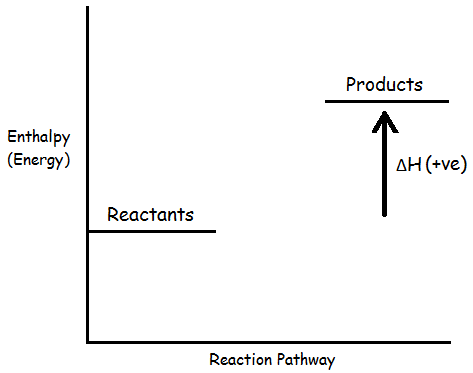 Products
Enthalpy
(Energy)
ΔH (+ve)
Reactants
Reaction Pathway